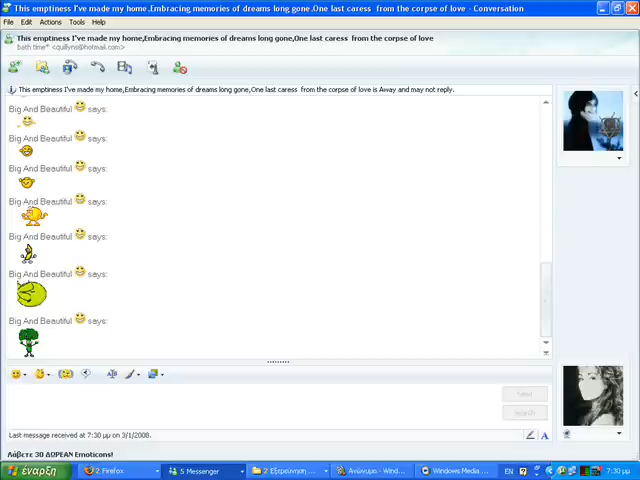 This emptiness I've made my home,Embracing memories of dreams long gone,One last caress from the corpse of love - Conversation
File Edit Actions Tools Help
This emptiness I've made my home,Embracing memories of dreams long gone,One last caress from the corpse of love
bath time* <quillyns@hotmail.com>
This emptiness I've made my home,Embracing memories of dreams long gone,One last caress from the corpse of love is Away and may not reply.
Big And Beautiful says:
Big And Beautiful says:
Big And Beautiful says:
Big And Beautiful says:
Big And Beautiful says:
Big And Beautiful says:
Big And Beautiful says:
Send
Search
Last message received at 7:30 μμ on 3/1/2008.
A
Λάβετε 30 ΔΩΡΕΑΝ Emoticons!
έναρξη 2 Firefox 5 Messenger 2 Εξερεύνηση... Ανώνυμο - Wind... Windows Media ... EN 7:30 μμ